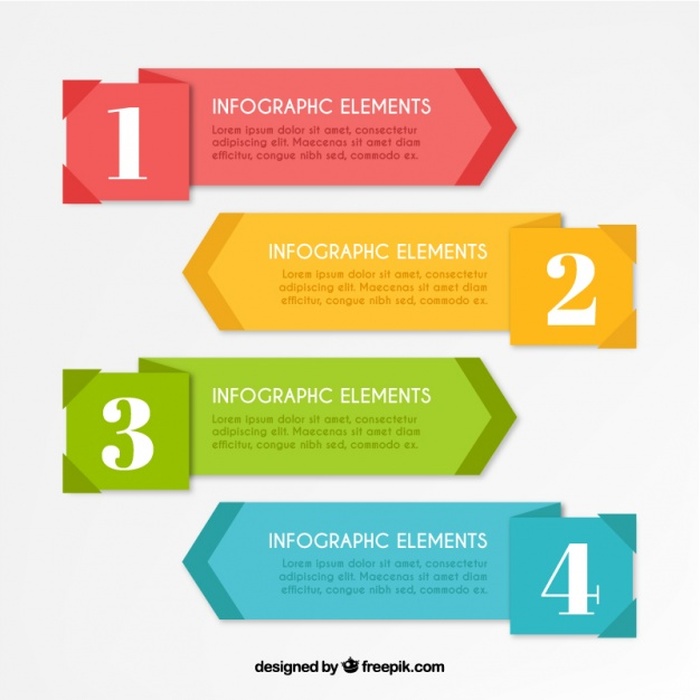 1
INFOGRAPHC ELEMENTS
Lorem ipsum dolor sit amet, consectetur
adipiscing elit. Maecenas sit diam
efficitur, congue nibh sed, commodo ex.
2
INFOGRAPHC ELEMENTS
Lorem ipsum dolor sit amet, consectetur
adipiscing elit. Maecenas sit diam
efficitur, congue nibh sed, commodo ex.
3
INFOGRAPHC ELEMENTS
Lorem ipsum dolor sit amet, consectetur
adipiscing elit. Maecenas sit diam
efficitur, congue nibh sed, commodo ex.
4
INFOGRAPHC ELEMENTS
Lorem ipsum dolor sit amet, consectetur
adipiscing elit. Maecenas sit diam
efficitur, congue nibh sed, commodo ex.
designed by freepik.com